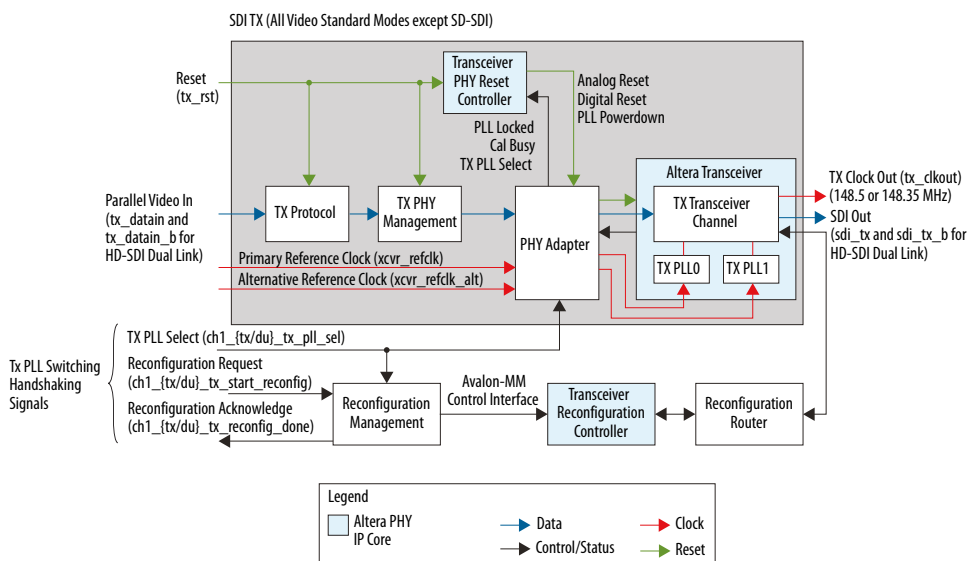 SDI TX (All Video Standard Modes except SD-SDI)
Reset
(tx_rst)
Transceiver
PHY Reset
Controller
Analog Reset
Digital Reset
PLL Powerdown
PLL Locked
Cal Busy
TX PLL Select
Altera Transceiver
TX Clock Out (tx_clkout)
(148.5 or 148.35 MHz)
Parallel Video In
(tx_datain and
tx_datain_b for
HD-SDI Dual Link)
TX Protocol
TX PHY
Management
PHY Adapter
TX Transceiver
Channel
SDI Out
(sdi_tx and sdi_tx_b for
HD-SDI Dual Link)
TX PLL0
TX PLL1
Primary Reference Clock (xcvr_refclk)
Alternative Reference Clock (xcvr_refclk_alt)
Tx PLL Switching
Handshaking
Signals
TX PLL Select (ch1_{tx/du}_tx_pll_sel)
Reconfiguration Request
(ch1_{tx/du}_tx_start_reconfig)
Reconfiguration Acknowledge
(ch1_{tx/du}_tx_reconfig_done)
Reconfiguration
Management
Avalon-MM
Control Interface
Transceiver
Reconfiguration
Controller
Reconfiguration
Router
Legend
Altera PHY
IP Core
Data
Control/Status
Clock
Reset